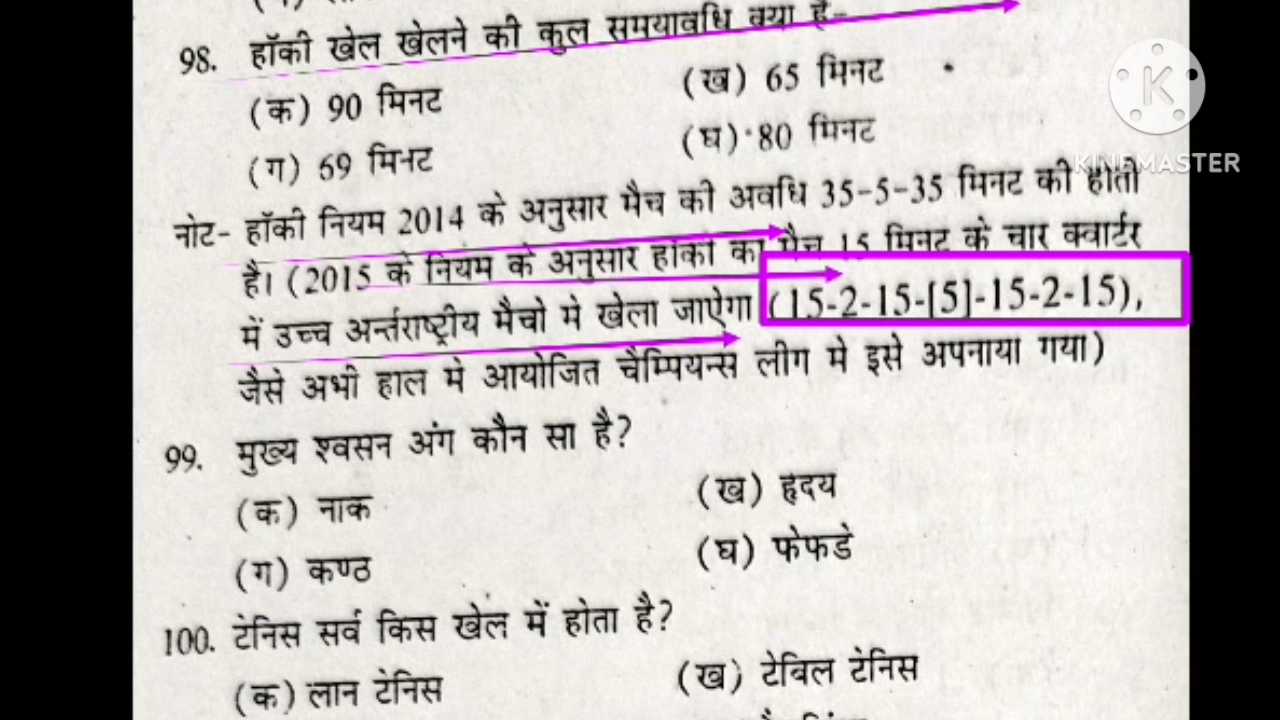 98. हॉकी खेल खेलने की कुल समयावधि क्या है-
(क) 90 मिनट (ख) 65 मिनट
(ग) 69 मिनट (घ) 80 मिनट
नोट- हॉकी नियम 2014 के अनुसार मैच की अवधि 35-5-35 मिनट की होती
है। (2015 के नियम के अनुसार हॉकी का मैच 15 मिनट के चार क्वार्टर
में उच्च अर्न्तराष्ट्रीय मैचो मे खेला जाऐगा (15-2-15-[5]-15-2-15),
जैसे अभी हाल मे आयोजित चैम्पियन्स लीग मे इसे अपनाया गया)
99. मुख्य श्वसन अंग कौन सा है?
(क) नाक (ख) हृदय
(ग) कण्ठ (घ) फेफडे
100. टेनिस सर्व किस खेल में होता है?
(क) लान टेनिस (ख) टेबिल टेनिस
K
KINEMASTER